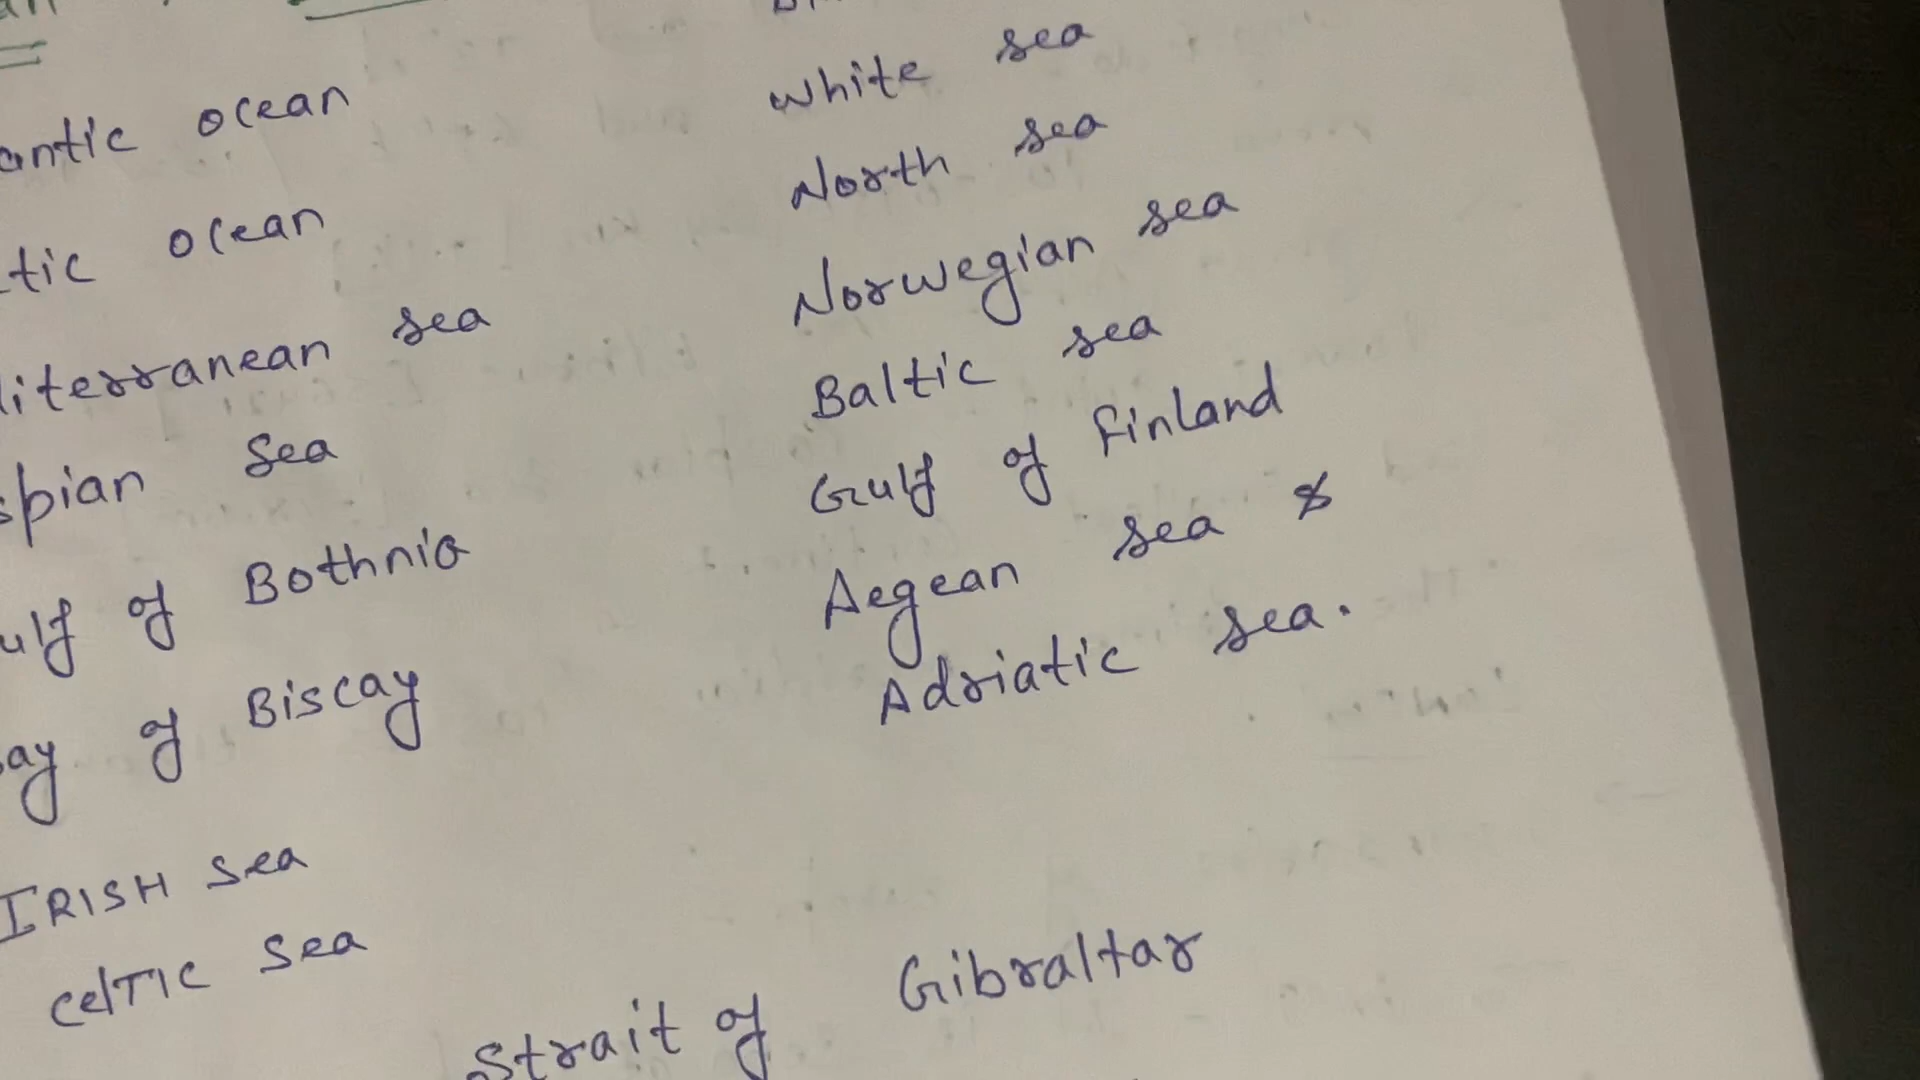 antic ocean
tic ocean
iterranean sea
spian sea
ulf of Bothnia
ay of Biscay
IRISH sea
CelTIC sea
White sea
North sea
Norwegian sea
Baltic sea
Gulf of Finland
Aegean sea &
Adriatic sea.
Strait of Gibraltar